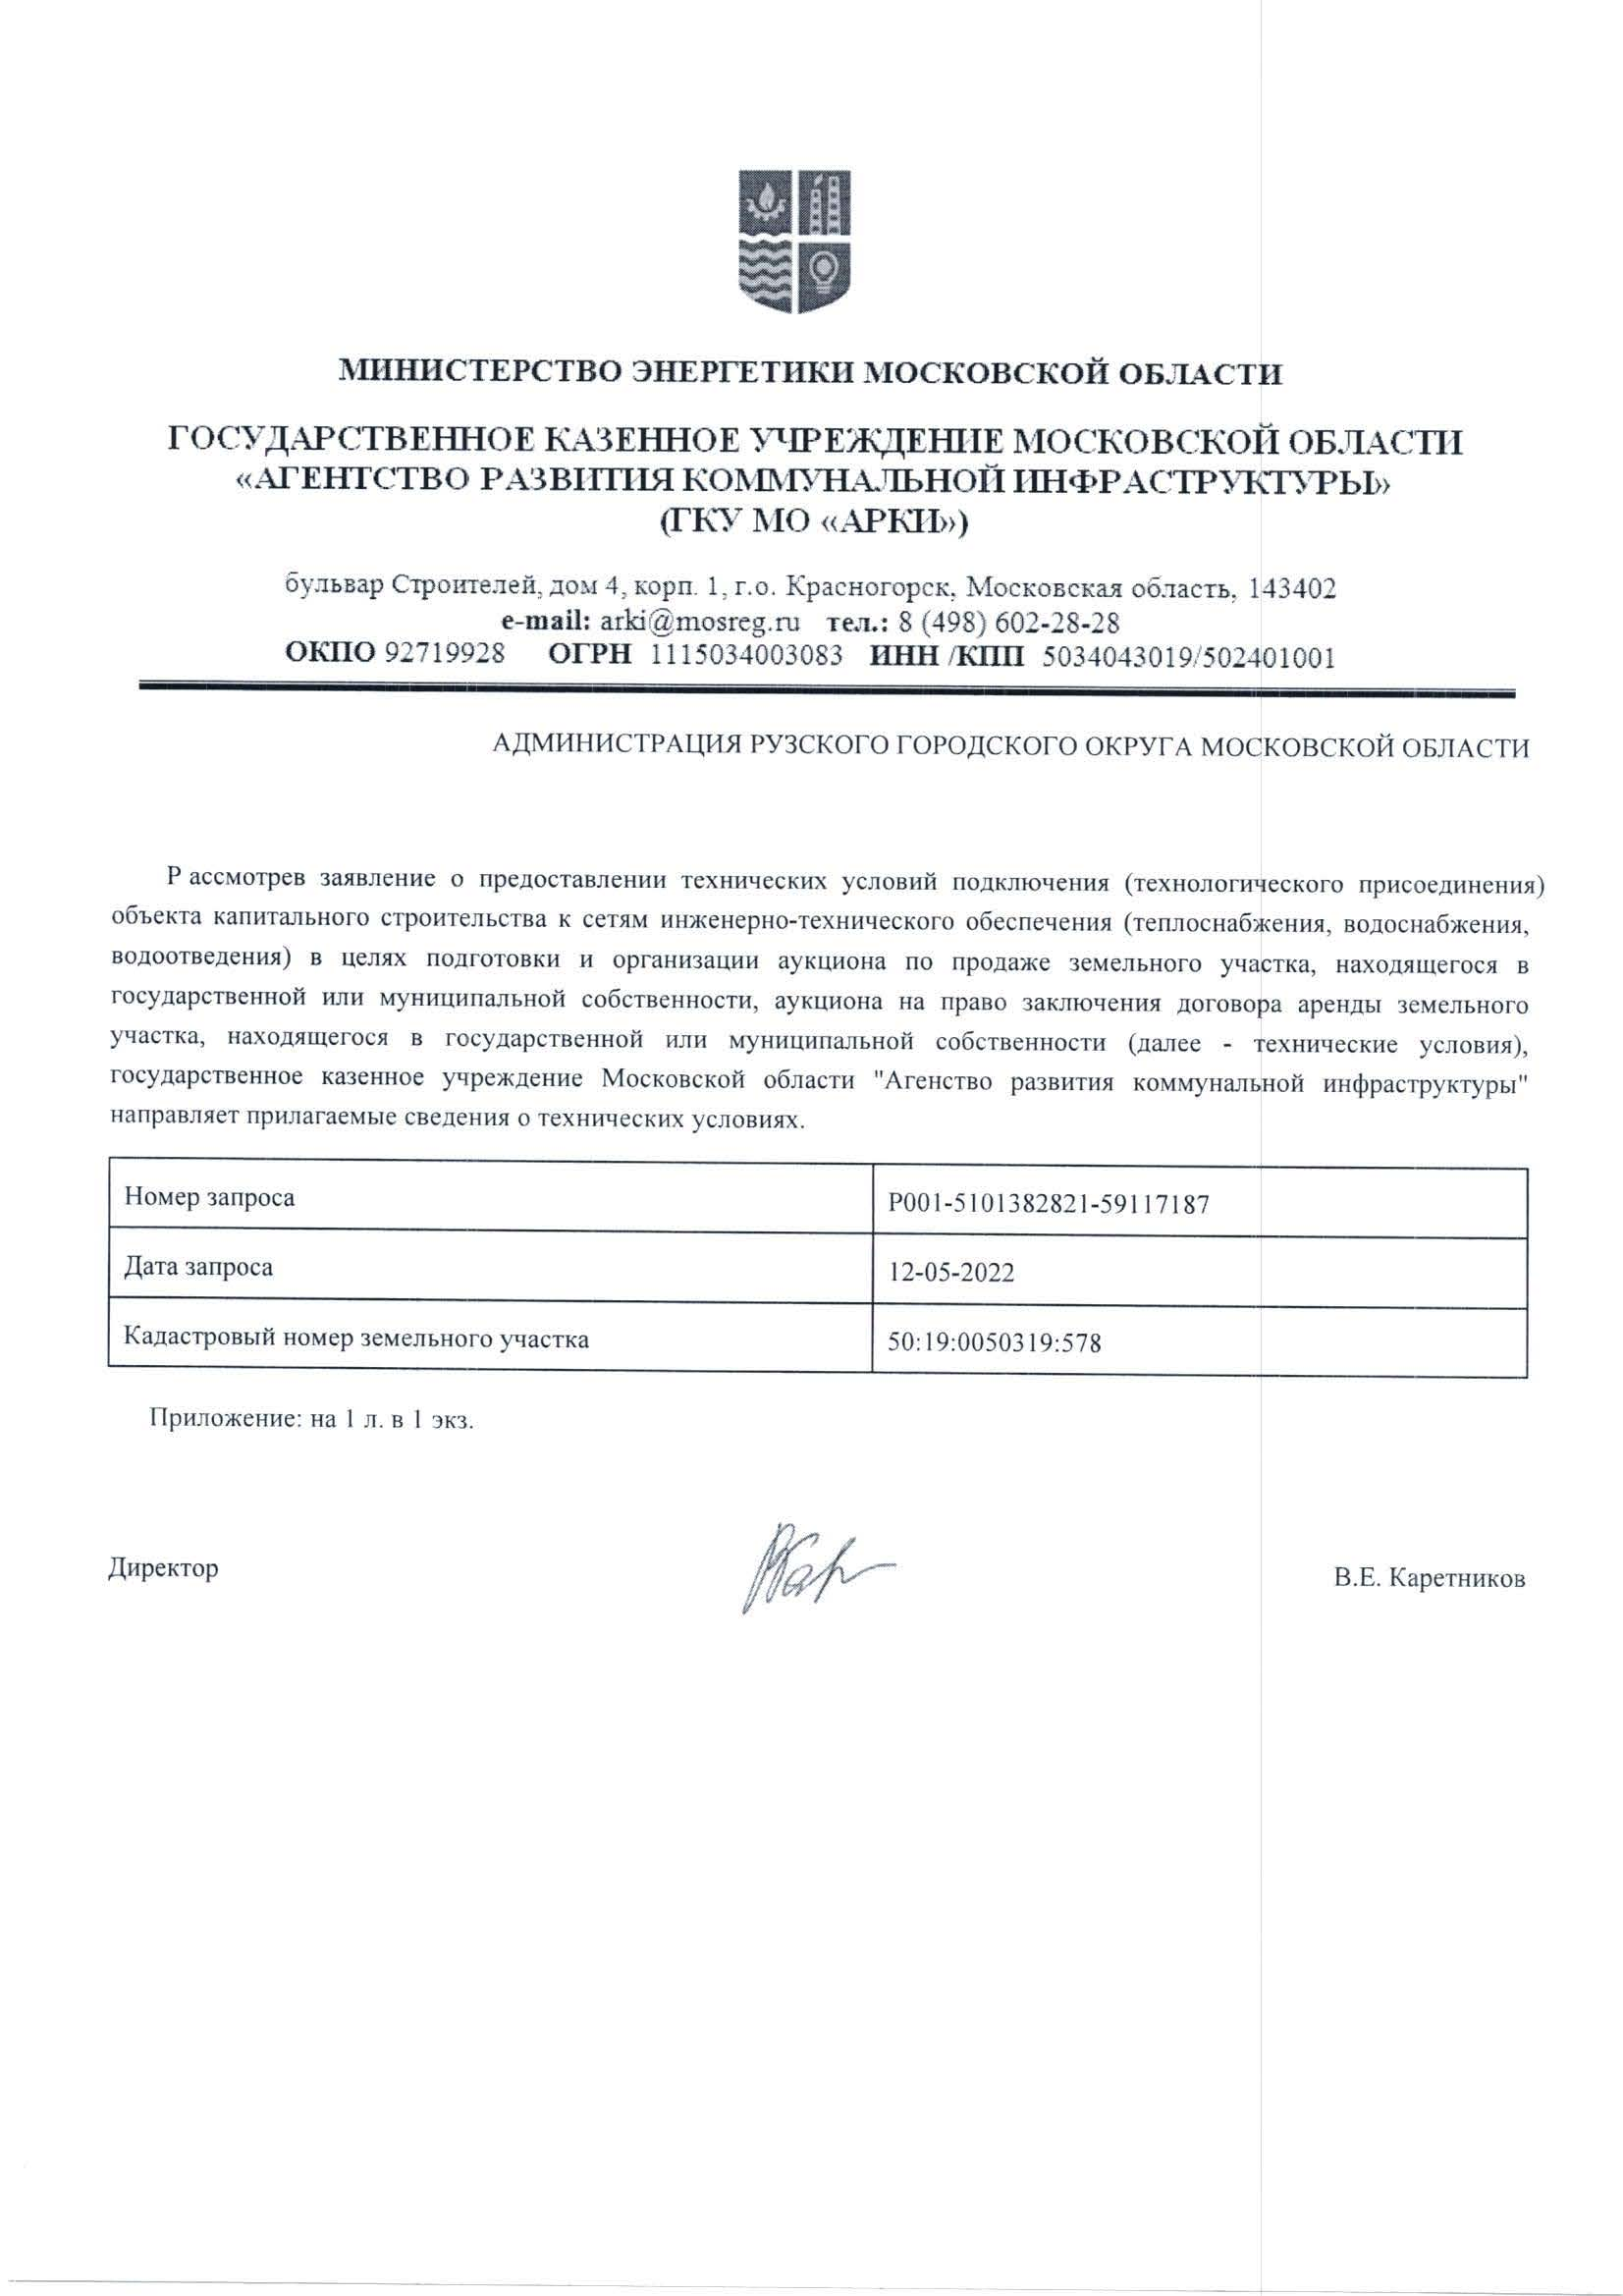 МИНИСТЕРСТВО ЭНЕРГЕТИКИ МОСКОВСКОЙ ОБЛАСТИ
ГОСУДАРСТВЕННОЕ КАЗЕННОЕ УЧРЕЖДЕНИЕ МОСКОВСКОЙ ОБЛАСТИ
«АГЕНТСТВО РАЗВИТИЯ КОММУНАЛЬНОЙ ИНФРАСТРУКТУРЫ»
(ГКУ МО «АРКИ»)
бульвар Строителей, дом 4, корп. 1, г.о. Красногорск, Московская область, 143402
e-mail: arki@mosreg.ru тел.: 8 (498) 602-28-28
ОКПО 92719928 ОГРН 1115034003083 ИНН /КПП 5034043019/502401001
АДМИНИСТРАЦИЯ РУЗСКОГО ГОРОДСКОГО ОКРУГА МОСКОВСКОЙ ОБЛАСТИ
Р ассмотрев заявление о предоставлении технических условий подключения (технологического присоединения)
объекта капитального строительства к сетям инженерно-технического обеспечения (теплоснабжения, водоснабжения,
водоотведения) в целях подготовки и организации аукциона по продаже земельного участка, находящегося в
государственной или муниципальной собственности, аукциона на право заключения договора аренды земельного
участка, находящегося в государственной или муниципальной собственности (далее - технические условия),
государственное казенное учреждение Московской области "Агенство развития коммунальной инфраструктуры"
направляет прилагаемые сведения о технических условиях.
Номер запроса Р001-5101382821-59117187
Дата запроса 12-05-2022
Кадастровый номер земельного участка 50:19:0050319:578
Приложение: на 1 л. в 1 экз.
Директор В.Е. Каретников